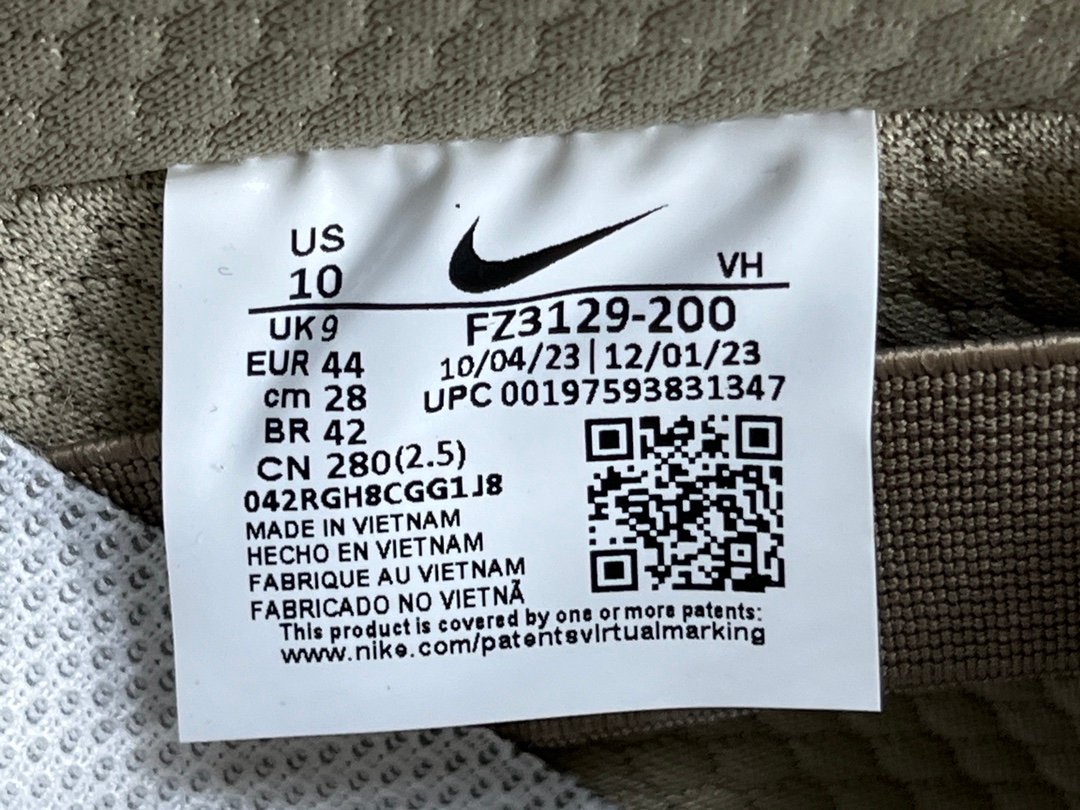 US
10
VH
UK 9
FZ3129-200
EUR 44
10/04/23 | 12/01/23
cm 28
UPC 00197593831347
BR 42
CN 280(2.5)
042RGH8CGG1J8
MADE IN VIETNAM
HECHO EN VIETNAM
FABRIQUE AU VIETNAM
FABRICADO NO VIETNÃ
This product is covered by one or more patents:
www.nike.com/patentsvirtualmarking